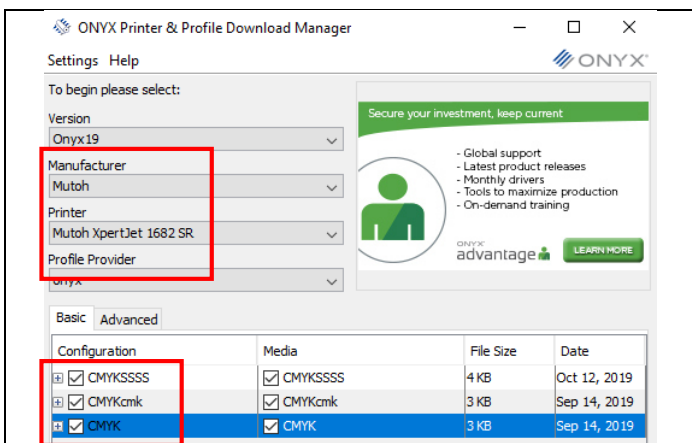 ONYX Printer & Profile Download Manager
Settings Help
ONYX
To begin please select:
Version
Onyx19
Manufacturer
Mutoh
Printer
Mutoh XpertJet 1682 SR
Profile Provider
onyx
Secure your investment, keep current
- Global support
- Latest product releases
- Monthly drivers
- Tools to maximize production
- On-demand training
ONYX
advantage
LEARN MORE
Basic Advanced
Configuration Media File Size Date
CMYKSSSS CMYKSSSS 4 KB Oct 12, 2019
CMYKcmk CMYKcmk 3 KB Sep 14, 2019
CMYK CMYK 3 KB Sep 14, 2019